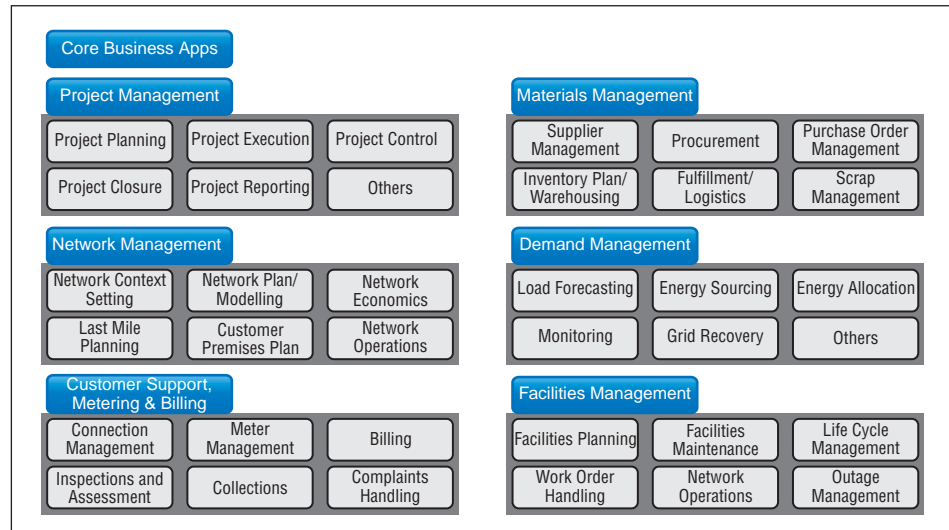 Core Business Apps
Project Management
Project Planning
Project Execution
Project Control
Project Closure
Project Reporting
Others
Materials Management
Supplier
Management
Procurement
Purchase Order
Management
Inventory Plan/
Warehousing
Fulfillment/
Logistics
Scrap
Management
Network Management
Network Context
Setting
Network Plan/
Modelling
Network
Economics
Last Mile
Planning
Customer
Premises Plan
Network
Operations
Demand Management
Load Forecasting
Energy Sourcing
Energy Allocation
Monitoring
Grid Recovery
Others
Customer Support,
Metering & Billing
Connection
Management
Meter
Management
Billing
Inspections and
Assessment
Collections
Complaints
Handling
Facilities Management
Facilities Planning
Facilities
Maintenance
Life Cycle
Management
Work Order
Handling
Network
Operations
Outage
Management